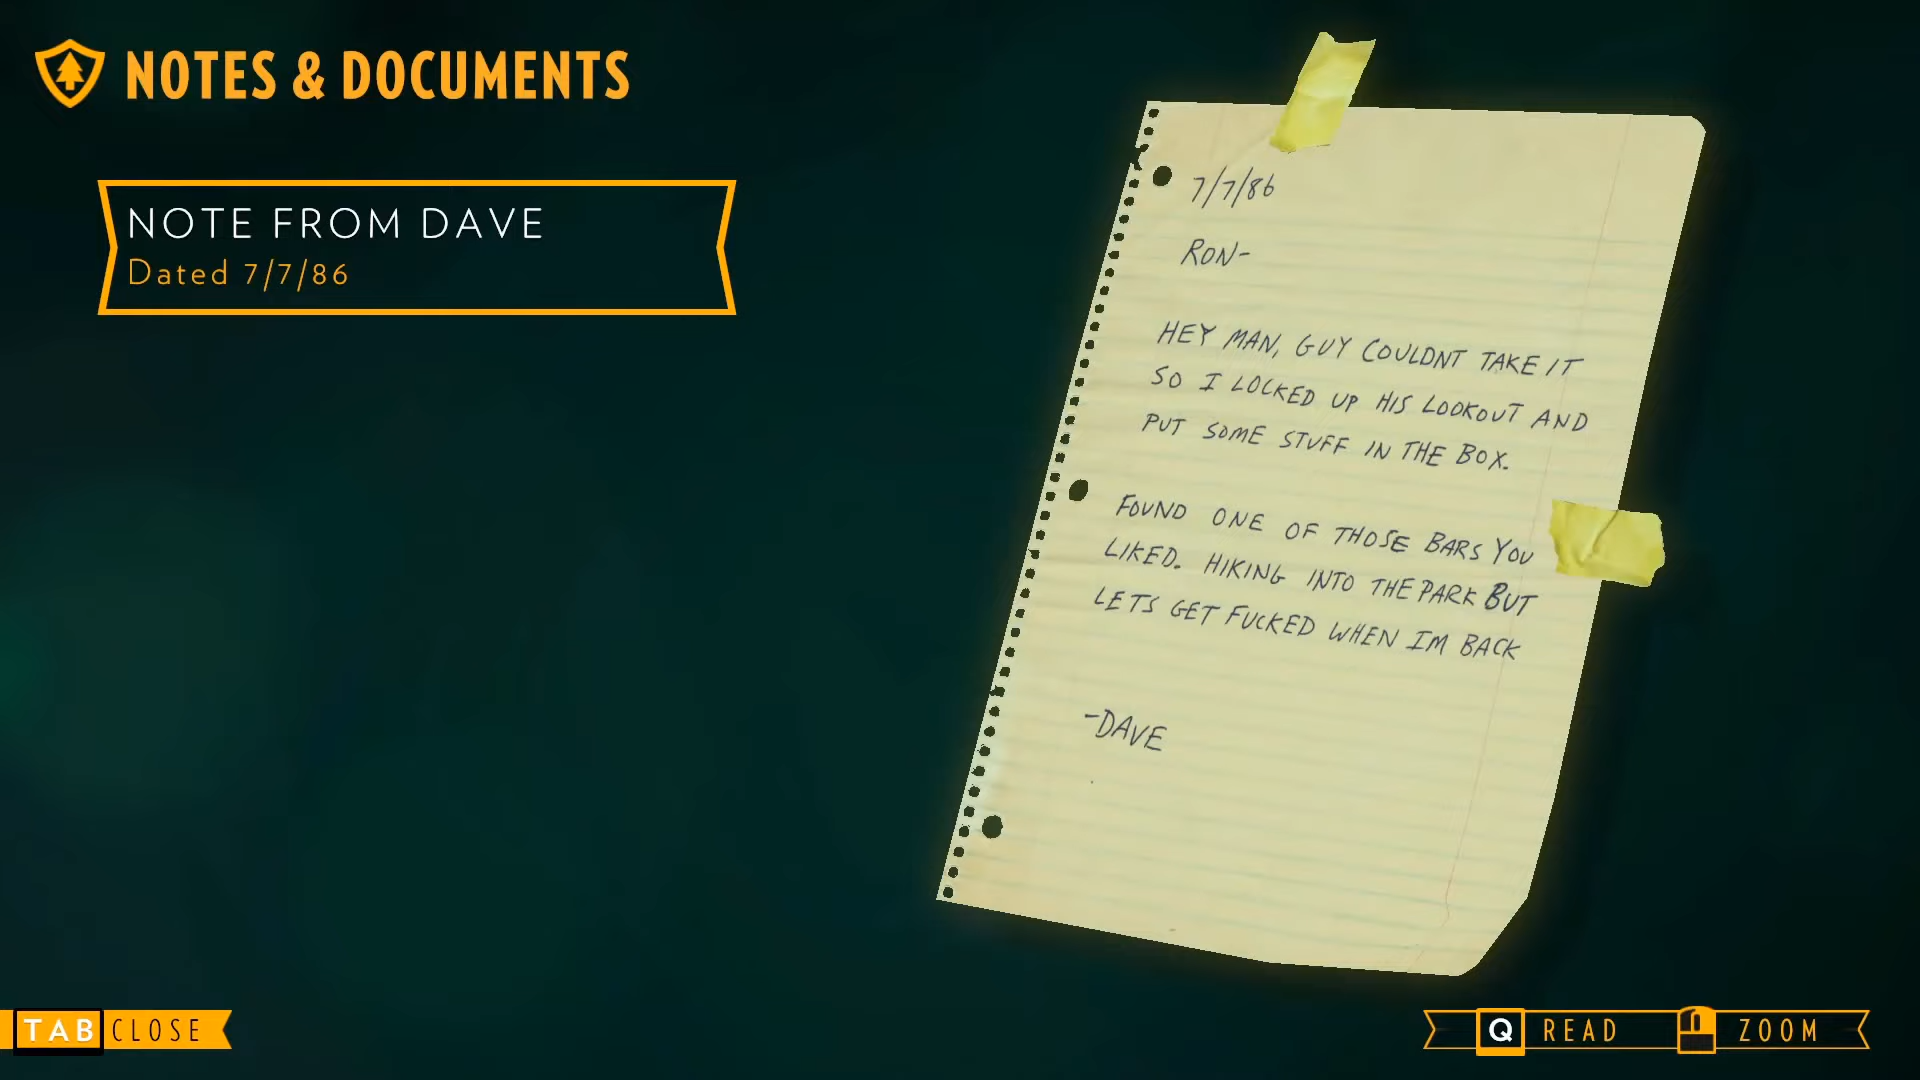 NOTES & DOCUMENTS
NOTE FROM DAVE
Dated 7/7/86
7/7/86
RON-
HEY MAN, GUY COULDNT TAKE IT
SO I LOCKED UP HIS LOOKOUT AND
PUT SOME STUFF IN THE BOX.
FOUND ONE OF THOSE BARS YOU
LIKED. HIKING INTO THE PARK BUT
LETS GET FUCKED WHEN IM BACK
-DAVE
TAB CLOSE
Q READ ZOOM